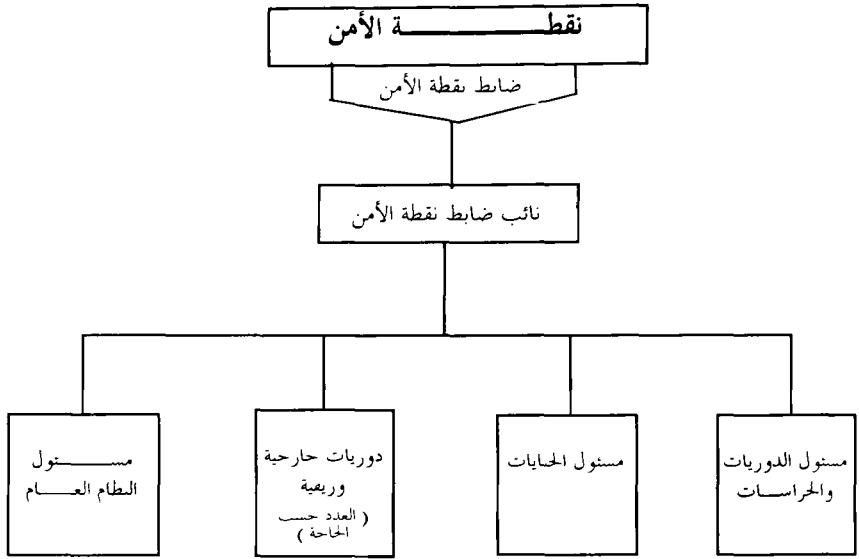 نقطة الأمن
ضابط نقطة الأمن
نائب ضابط نقطة الأمن
مسئول الدوريات
والحراسات
مسئول الجنايات
دوريات خارجية
وريفية
( العدد حسب
الحاجة )
مسئول
النظام العام